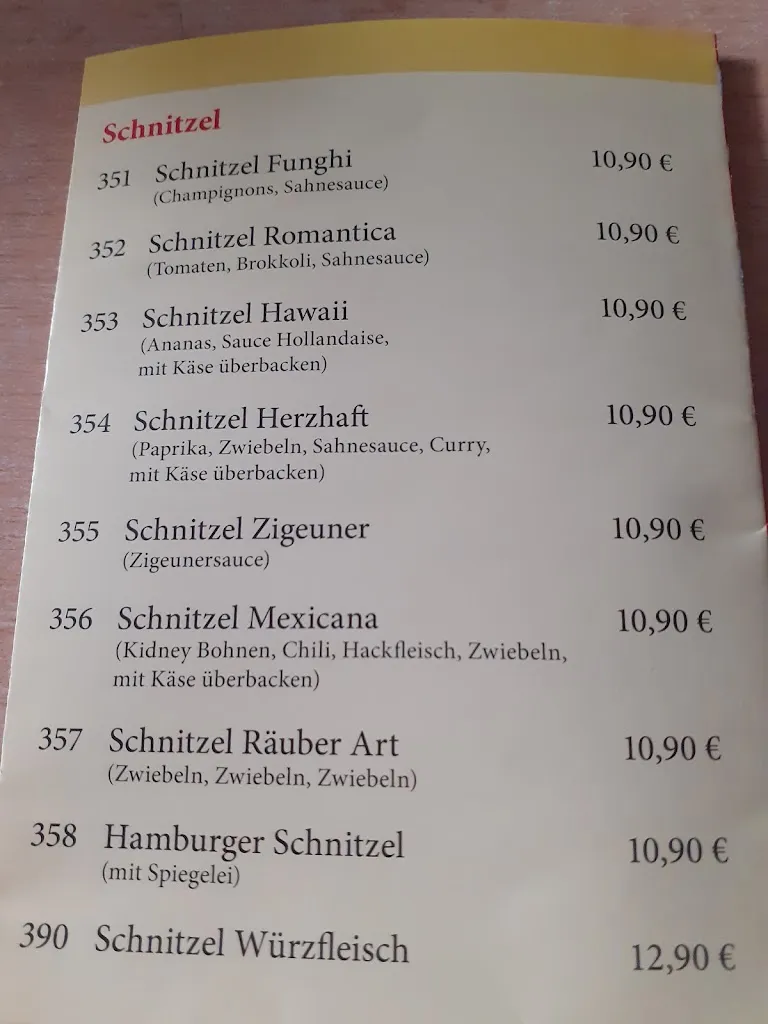 Schnitzel
351 Schnitzel Funghi 10,90 €
(Champignons, Sahnesauce)
352 Schnitzel Romantica 10,90 €
(Tomaten, Brokkoli, Sahnesauce)
353 Schnitzel Hawaii 10,90 €
(Ananas, Sauce Hollandaise,
mit Käse überbacken)
354 Schnitzel Herzhaft 10,90 €
(Paprika, Zwiebeln, Sahnesauce, Curry,
mit Käse überbacken)
355 Schnitzel Zigeuner 10,90 €
(Zigeunersauce)
356 Schnitzel Mexicana 10,90 €
(Kidney Bohnen, Chili, Hackfleisch, Zwiebeln,
mit Käse überbacken)
357 Schnitzel Räuber Art 10,90 €
(Zwiebeln, Zwiebeln, Zwiebeln)
358 Hamburger Schnitzel 10,90 €
(mit Spiegelei)
390 Schnitzel Würzfleisch 12,90 €